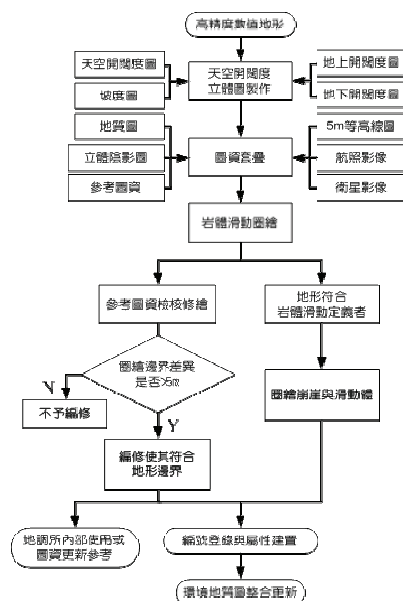 高精度數值地形
天空開闊度圖
坡度圖
天空開闊度
立體圖製作
地上開闊度圖
地下開闊度圖
地質圖
立體陰影圖
參考圖資
圖資套疊
5m等高線圖
航照影像
衛星影像
岩體滑動圈繪
參考圖資檢核修繪
地形符合
岩體滑動定義者
圈繪邊界差異
是否>5m
N
不予編修
Y
圈繪崩崖與滑動體
編修使其符合
地形邊界
地調所內部使用或
圖資更新參考
編號登錄與屬性建置
環境地質圖整合更新